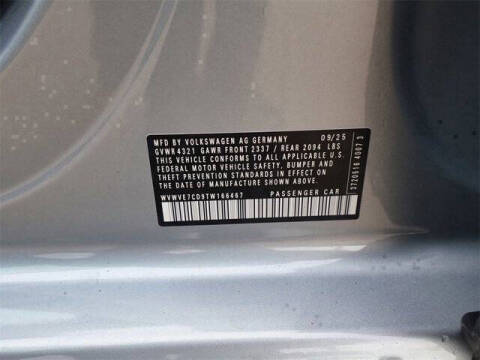 MFD BY VOLKSWAGEN AG GERMANY 09/25
GVWR 4321 GAWR FRONT 2337 / REAR 2094 LBS
THIS VEHICLE CONFORMS TO ALL APPLICABLE U.S.
FEDERAL MOTOR VEHICLE SAFETY, BUMPER AND
THEFT PREVENTION STANDARDS IN EFFECT ON
THE DATE OF MANUFACTURE SHOWN ABOVE.
VVWVE7CD9TW166467 PASSENGER CAR